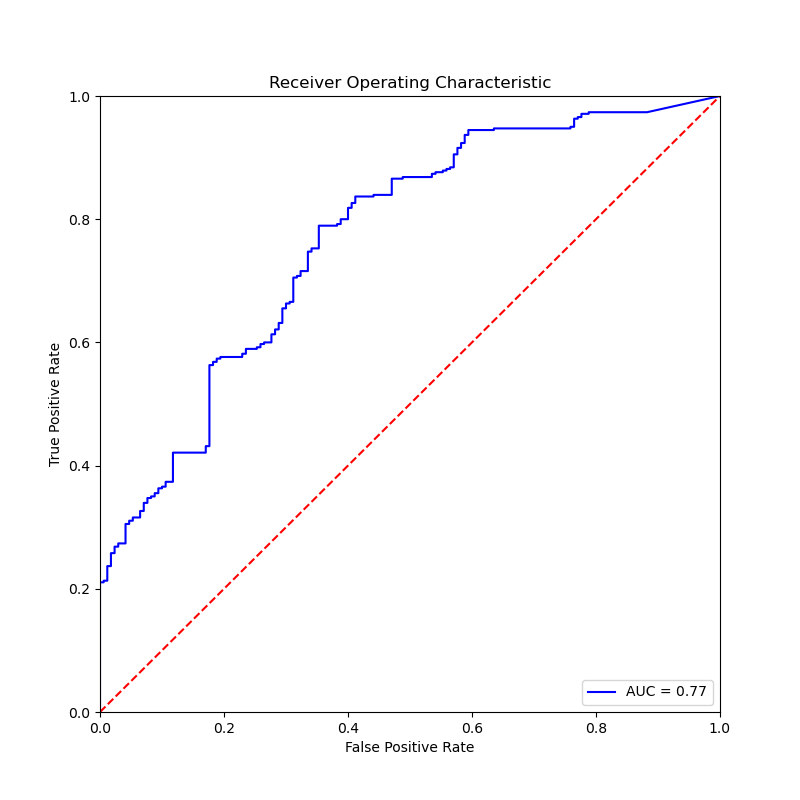 Receiver Operating Characteristic
1.0
0.8
0.6
0.4
0.2
0.0
True Positive Rate
AUC = 0.77
0.0 0.2 0.4 0.6 0.8 1.0
False Positive Rate